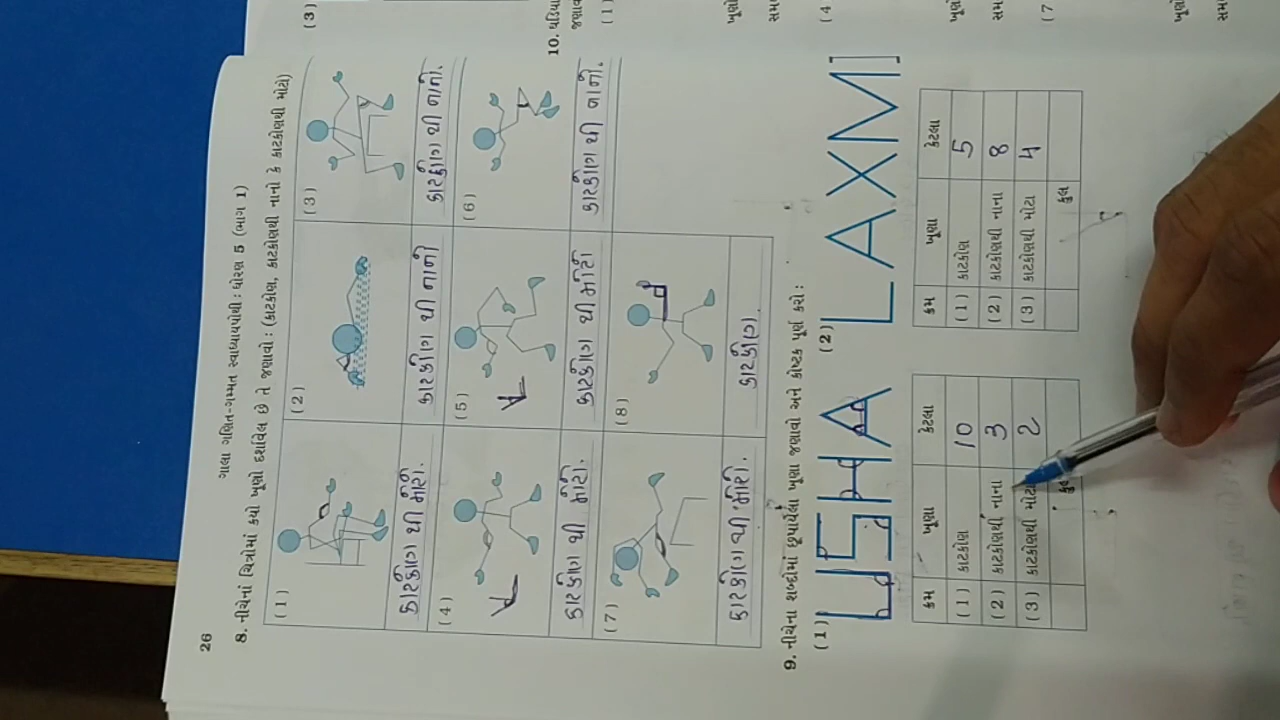 26
ગાલા ગણિત-ગમ્મત સ્વાધ્યાયપોથી : ધોરણ 5 (ભાગ 1)
8. નીચેનાં ચિત્રોમાં કયો ખૂણો દર્શાવેલ છે તે જણાવો : (કાટકોણ, કાટકોણથી નાનો કે કાટકોણથી મોટો)
(1) (2) (3)
કાટકોણ થી મોટો. કાટકોણ થી નાનો કાટકોણ થી નાનો.
(4) (5) (6)
કાટકોણ થી મોટો. કાટકોણ થી મોટો કાટકોણ થી નાનો.
(7) (8)
કાટકોણ થી મોટો. કાટકોણ.
9. નીચેના શબ્દોમાં છૂપાયેલા ખૂણા જણાવો અને કોષ્ટક પૂર્ણ કરો :
(1) USHA (2) LAXMI
ક્રમ ખૂણા કેટલા ક્રમ ખૂણા કેટલા
(1) કાટકોણ 10 (1) કાટકોણ 5
(2) કાટકોણથી નાના 3 (2) કાટકોણથી નાના 8
(3) કાટકોણથી મોટા 2 (3) કાટકોણથી મોટા 4
કુલ
(3)
10.
(1)
(4
(7